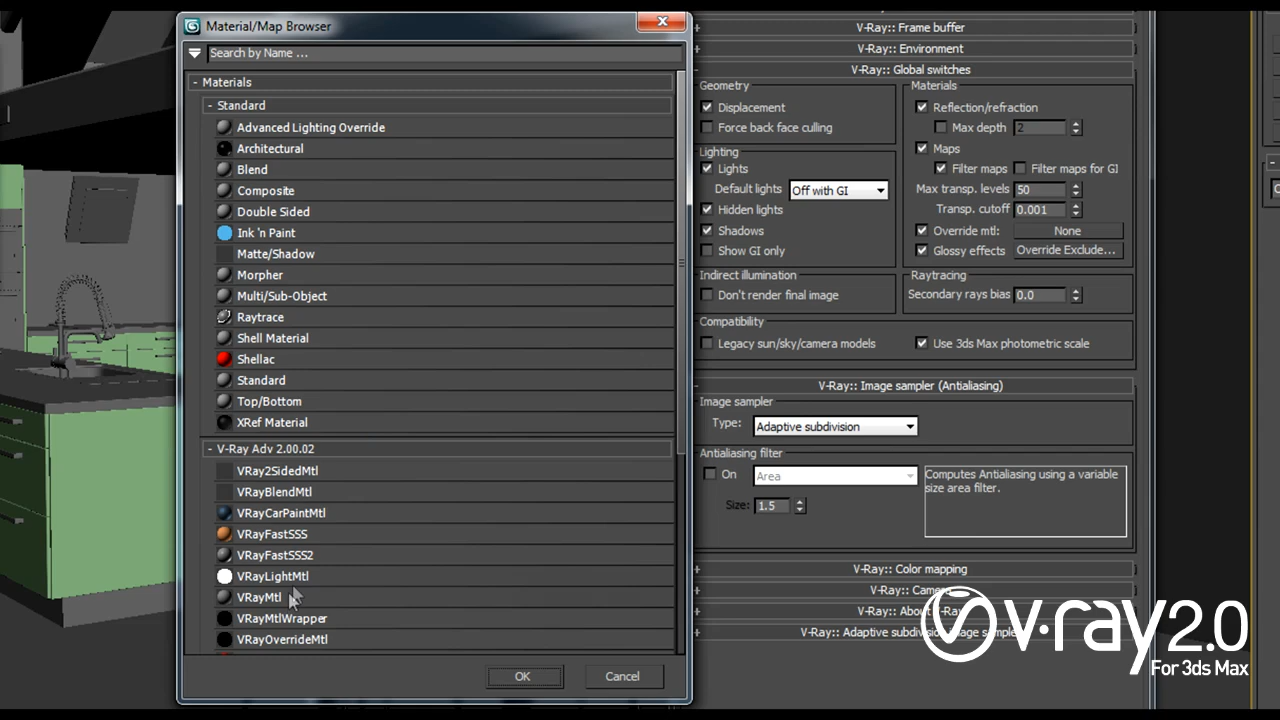 Material/Map Browser
Search by Name ...
- Materials
- Standard
Advanced Lighting Override
Architectural
Blend
Composite
Double Sided
Ink 'n Paint
Matte/Shadow
Morpher
Multi/Sub-Object
Raytrace
Shell Material
Shellac
Standard
Top/Bottom
XRef Material
- V-Ray Adv 2.00.02
VRay2SidedMtl
VRayBlendMtl
VRayCarPaintMtl
VRayFastSSS
VRayFastSSS2
VRayLightMtl
VRayMtl
VRayMtlWrapper
VRayOverrideMtl
OK
Cancel
+ V-Ray:: Frame buffer
+ V-Ray:: Environment
- V-Ray:: Global switches
Geometry
Displacement
Force back face culling
Lighting
Lights
Default lights Off with GI
Hidden lights
Shadows
Show GI only
Indirect illumination
Don't render final image
Compatibility
Legacy sun/sky/camera models
Materials
Reflection/refraction
Max depth 2
Maps
Filter maps Filter maps for GI
Max transp. levels 50
Transp. cutoff 0.001
Override mtl: None
Glossy effects Override Exclude...
Raytracing
Secondary rays bias 0.0
Use 3ds Max photometric scale
- V-Ray:: Image sampler (Antialiasing)
Image sampler
Type: Adaptive subdivision
Antialiasing filter
On Area
Size: 1.5
Computes Antialiasing using a variable
size area filter.
+ V-Ray:: Color mapping
+ V-Ray:: Camera
+ V-Ray:: About V-Ray
+ V-Ray:: Adaptive subdivision image sampler
v·ray2.0
For 3ds Max